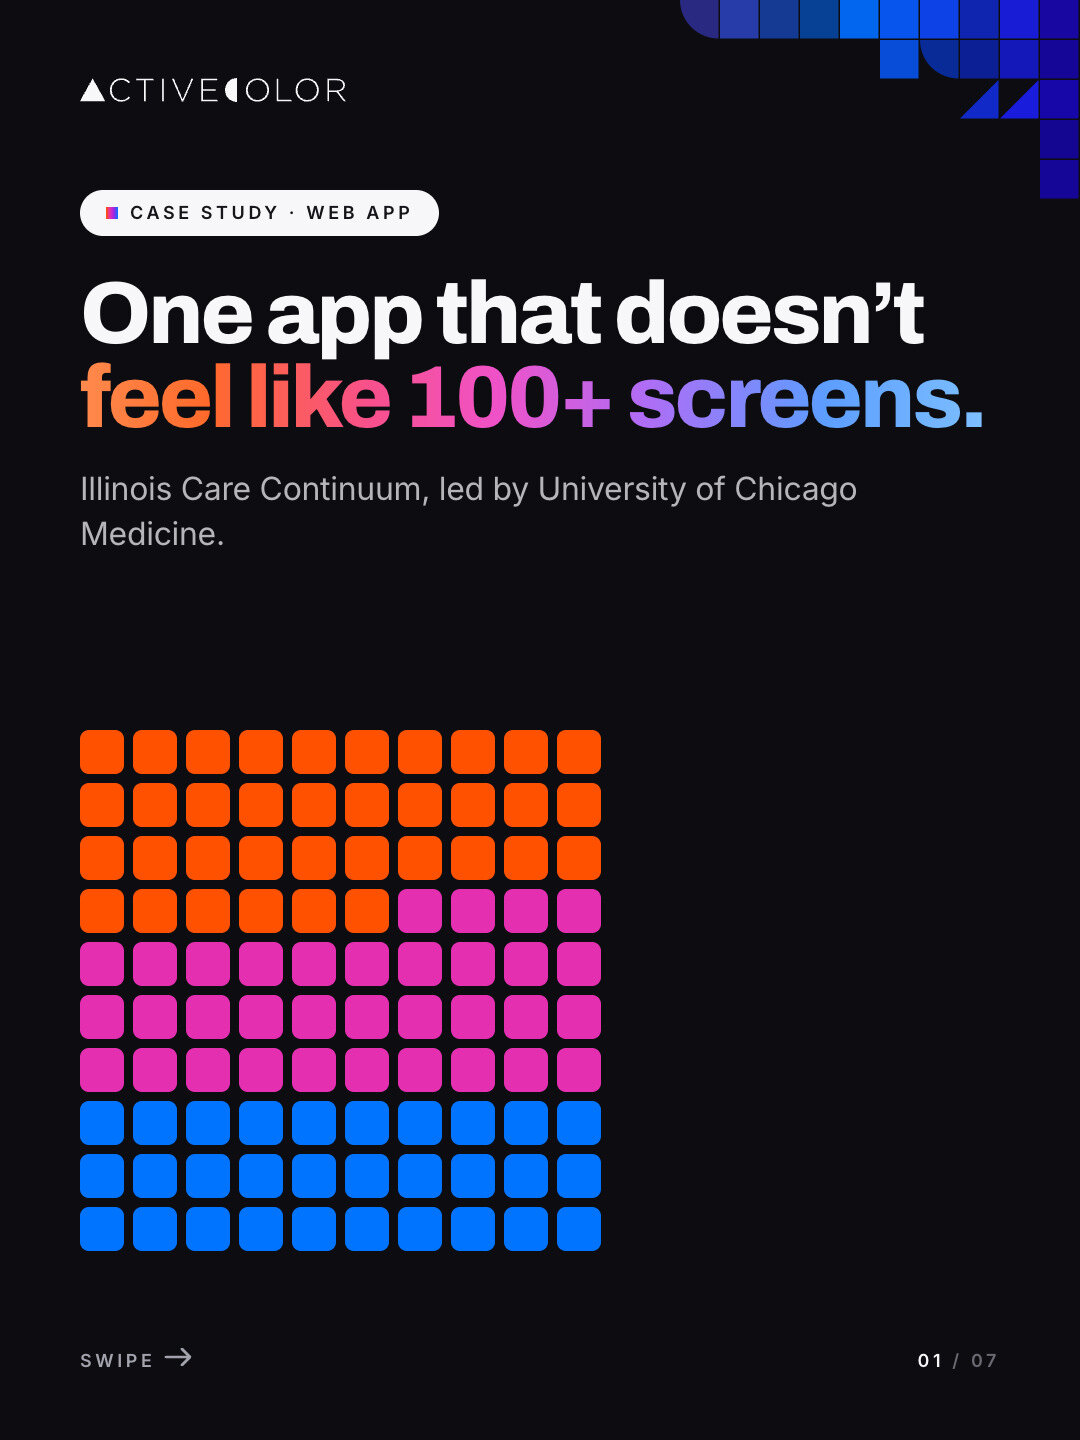 ACTIVECOLOR
CASE STUDY · WEB APP
One app that doesn’t
feel like 100+ screens.
Illinois Care Continuum, led by University of Chicago
Medicine.
SWIPE →
01 / 07